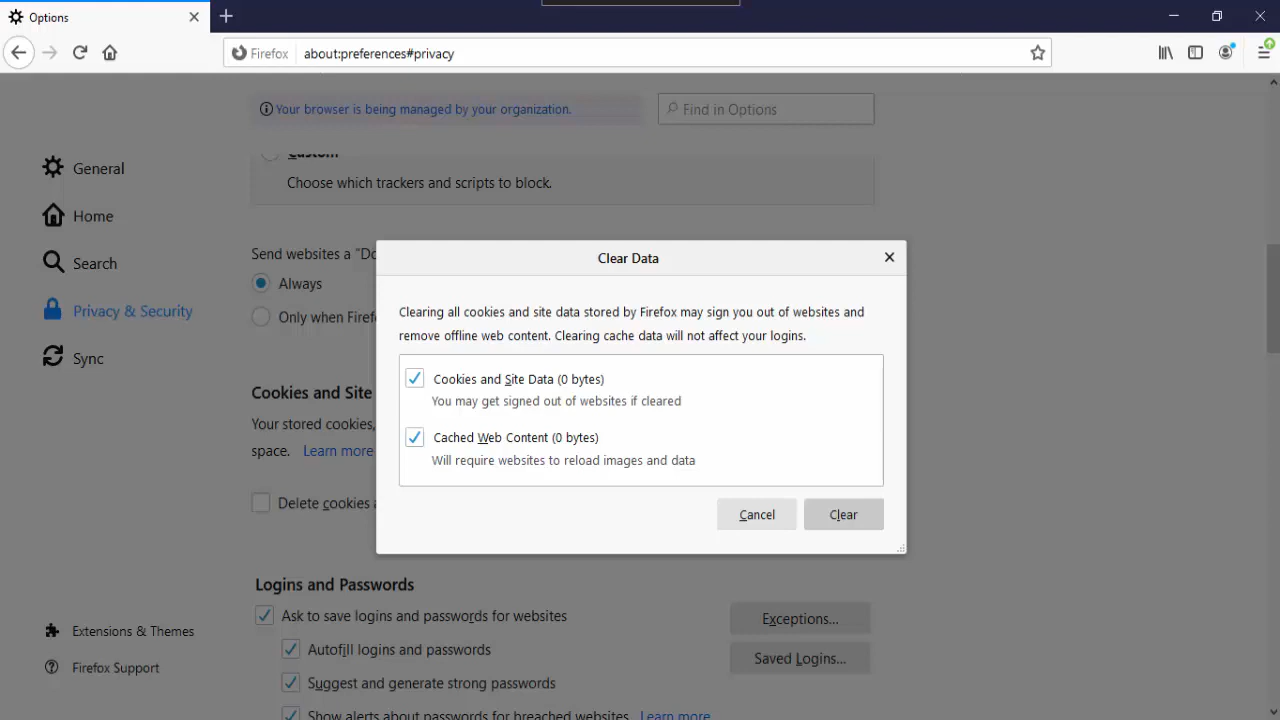 Options
Firefox
about:preferences#privacy
Your browser is being managed by your organization.
Find in Options
General
Home
Search
Privacy & Security
Sync
Extensions & Themes
Firefox Support
Custom
Choose which trackers and scripts to block.
Send websites a "Do
Always
Only when Firef
Cookies and Site
Your stored cookies,
space. Learn more
Delete cookies a
Clear Data
Clearing all cookies and site data stored by Firefox may sign you out of websites and
remove offline web content. Clearing cache data will not affect your logins.
Cookies and Site Data (0 bytes)
You may get signed out of websites if cleared
Cached Web Content (0 bytes)
Will require websites to reload images and data
Cancel
Clear
Logins and Passwords
Ask to save logins and passwords for websites
Exceptions...
Autofill logins and passwords
Saved Logins...
Suggest and generate strong passwords
Show alerts about passwords for breached websites Learn more